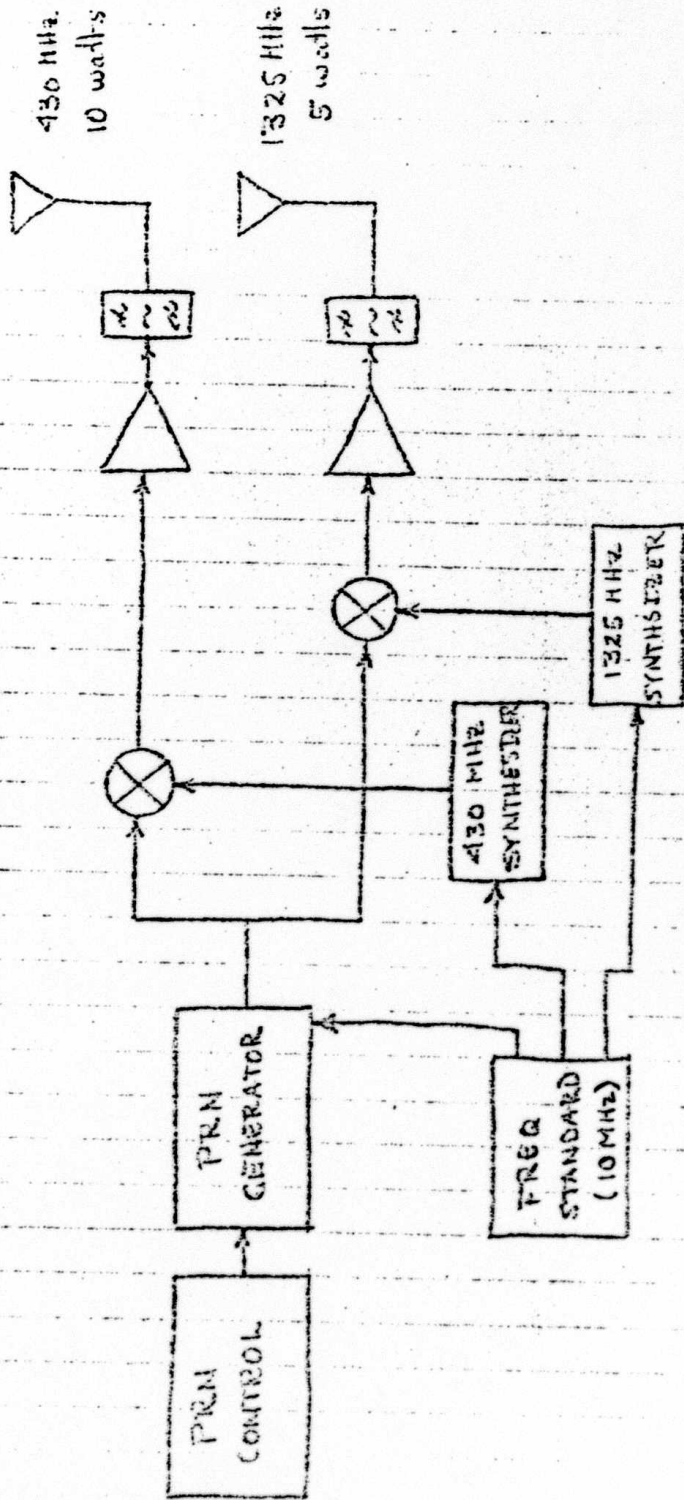 430 MHz.
10 watts
1325 MHz
5 watts
PRN
CONTROL
PRN
GENERATOR
FREQ
STANDARD
(10 MHz)
430 MHz
SYNTHESIZER
1325 MHz
SYNTHSIZER